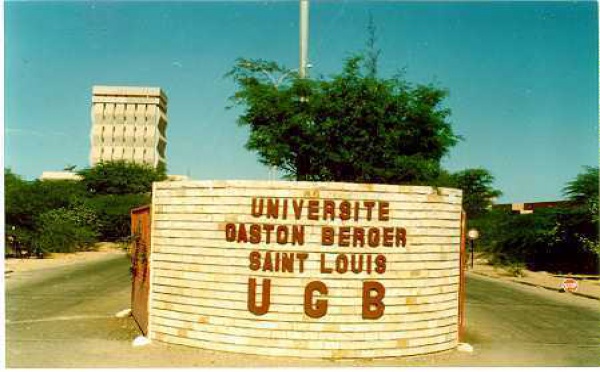 UNIVERSITE
GASTON BERGER
SAINT LOUIS
UGB